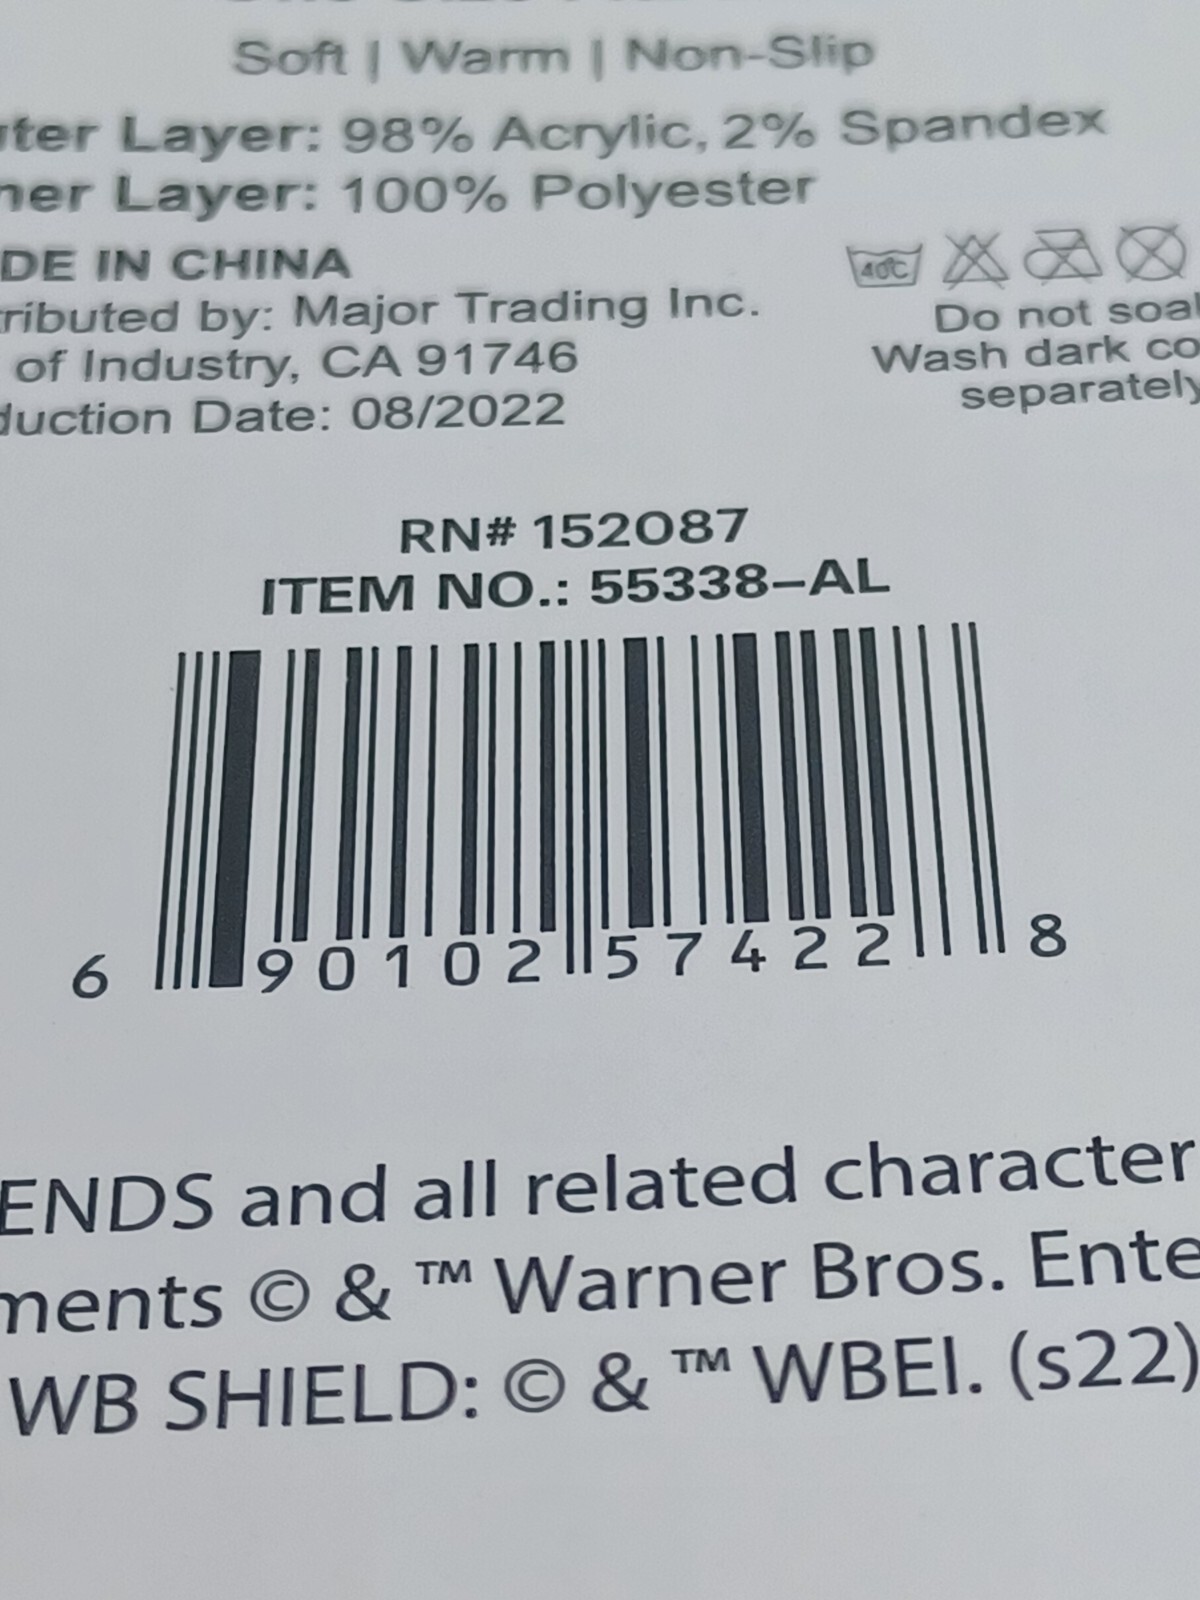 Soft | Warm | Non-Slip
ter Layer: 98% Acrylic, 2% Spandex
ner Layer: 100% Polyester
DE IN CHINA
ributed by: Major Trading Inc.
of Industry, CA 91746
duction Date: 08/2022
40°C
Do not soa
Wash dark co
separately
RN# 152087
ITEM NO.: 55338-AL
6 90102 57422 8
ENDS and all related character
ments © & ™ Warner Bros. Ente
WB SHIELD: © & ™ WBEI. (s22)